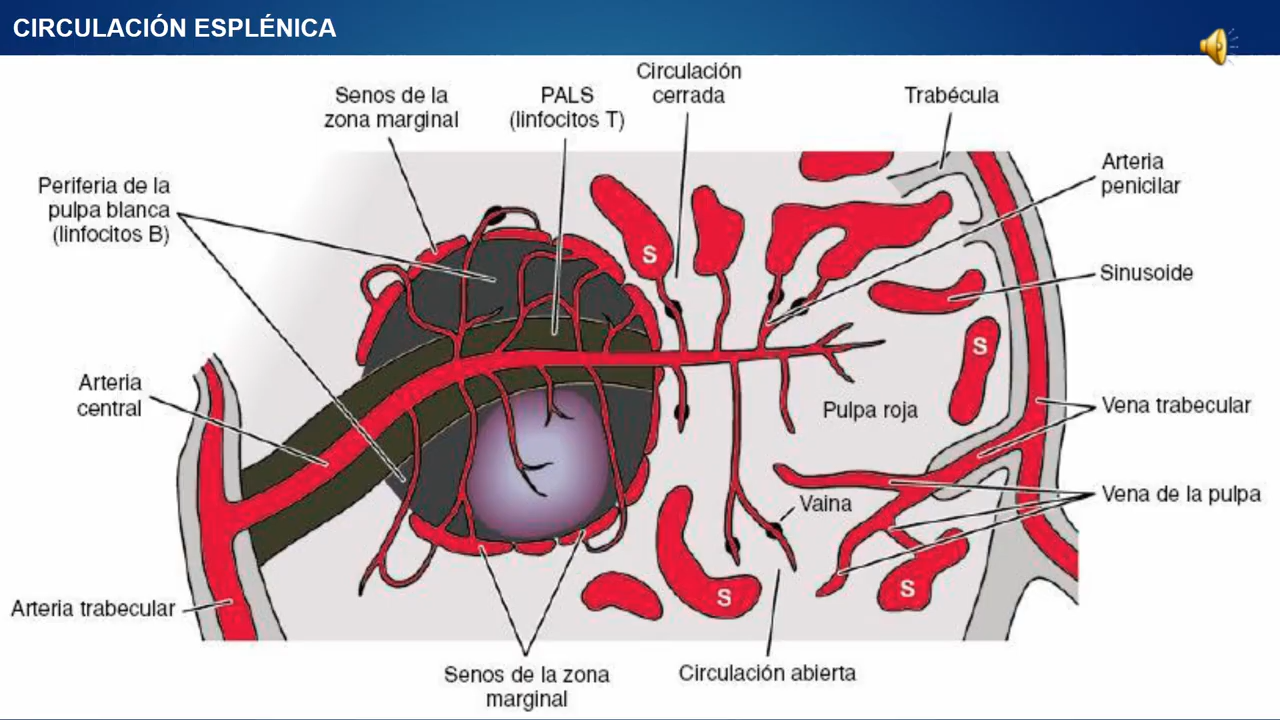 CIRCULACIÓN ESPLÉNICA
Circulación
cerrada
Senos de la
zona marginal
PALS
(linfocitos T)
Trabécula
Arteria
penicilar
Periferia de la
pulpa blanca
(linfocitos B)
S
Sinusoide
S
Arteria
central
Pulpa roja
Vena trabecular
Vaina
Vena de la pulpa
S
S
Arteria trabecular
Senos de la zona
marginal
Circulación abierta